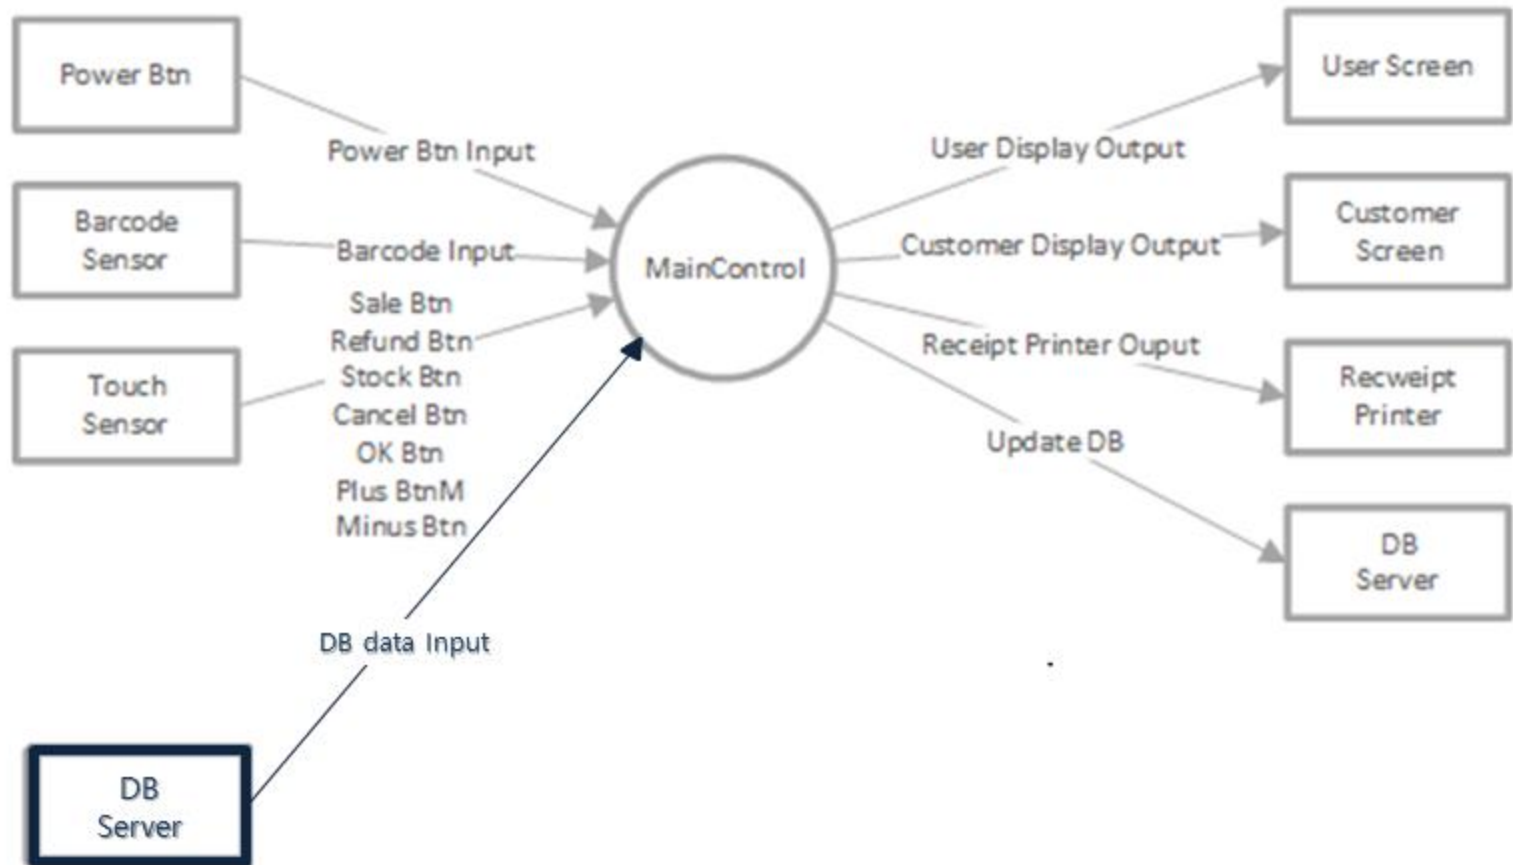 Power Btn
Power Btn Input
Barcode
Sensor
Barcode Input
Touch
Sensor
Sale Btn
Refund Btn
Stock Btn
Cancel Btn
OK Btn
Plus BtnM
Minus Btn
DB data Input
DB
Server
MainControl
User Display Output
User Screen
Customer Display Output
Customer
Screen
Receipt Printer Ouput
Recweipt
Printer
Update DB
DB
Server